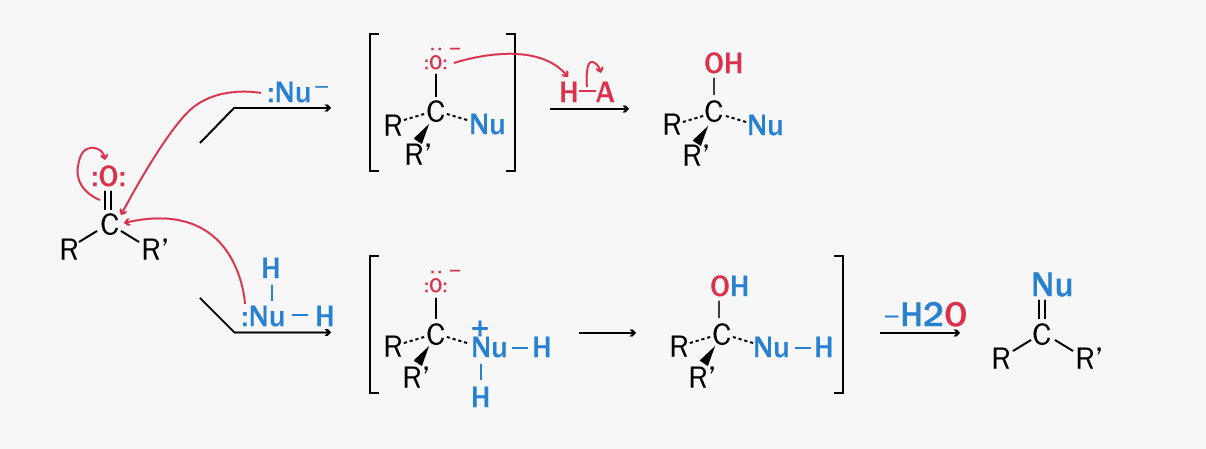 :Nu⁻
:O:
C
R R'
:O:⁻
C
R Nu
R'
H–A
OH
C
R Nu
R'
H
:Nu–H
:O:⁻
C
R +Nu–H
R'
H
OH
C
R Nu–H
R'
–H2O
Nu
C
R R'